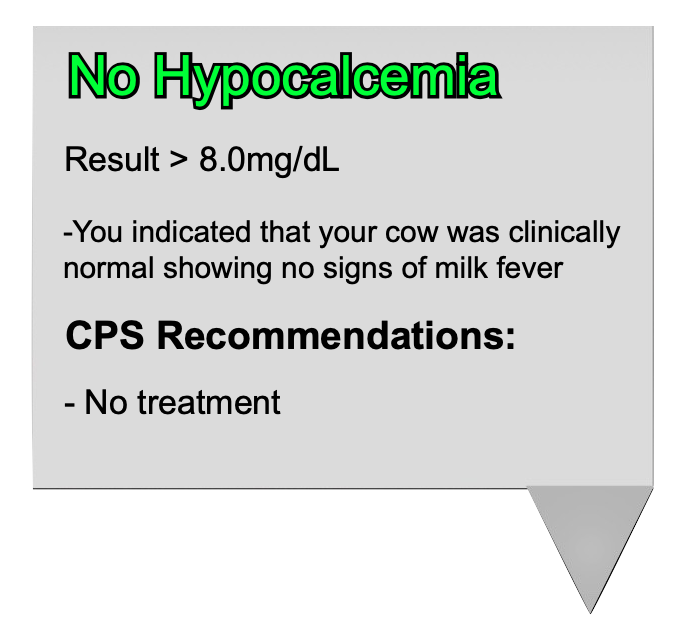 No Hypocalcemia
Result > 8.0mg/dL
-You indicated that your cow was clinically
normal showing no signs of milk fever
CPS Recommendations:
- No treatment